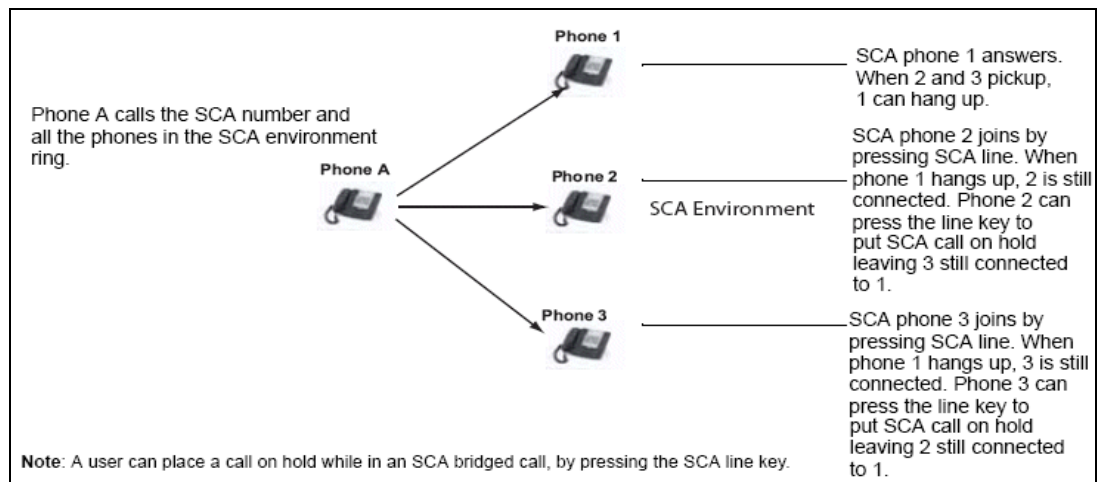 Phone A calls the SCA number and
all the phones in the SCA environment
ring.
Phone A
Phone 1
SCA phone 1 answers.
When 2 and 3 pickup,
1 can hang up.
Phone 2
SCA Environment
SCA phone 2 joins by
pressing SCA line. When
phone 1 hangs up, 2 is still
connected. Phone 2 can
press the line key to
put SCA call on hold
leaving 3 still connected
to 1.
Phone 3
SCA phone 3 joins by
pressing SCA line. When
phone 1 hangs up, 3 is still
connected. Phone 3 can
press the line key to
put SCA call on hold
leaving 2 still connected
to 1.
Note: A user can place a call on hold while in an SCA bridged call, by pressing the SCA line key.